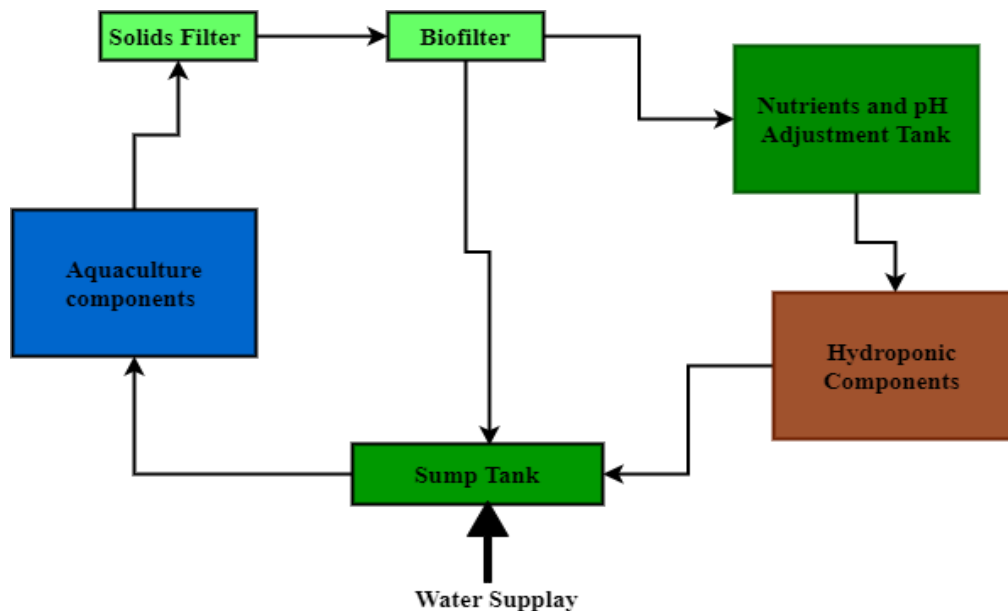 Solids Filter
Biofilter
Nutrients and pH
Adjustment Tank
Aquaculture
components
Hydroponic
Components
Sump Tank
Water Supplay